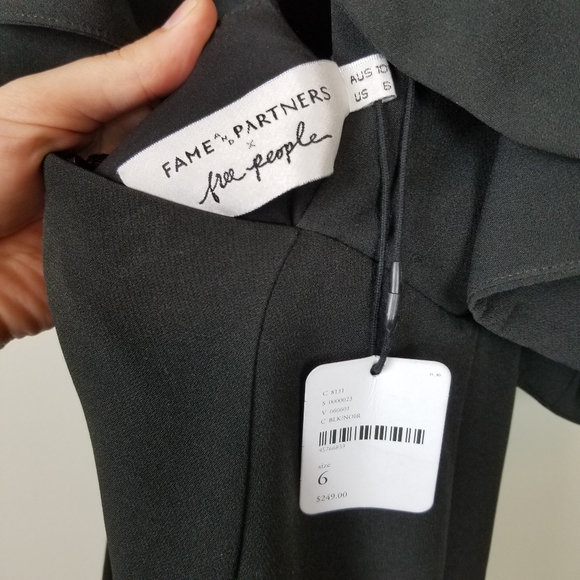 FAME AND PARTNERS
x
free people
AUS 10
US 6
C: 8131
C: BLK/NOIR
size
6
$249.00